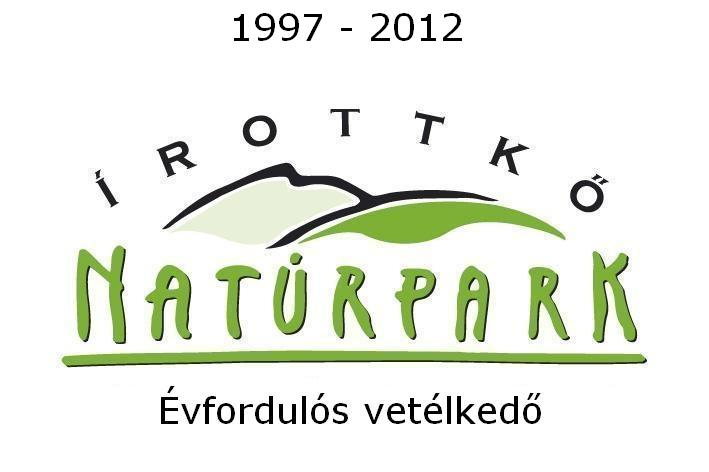 1997 - 2012
ÍROTTKŐ
NATÚRPARK
Évfordulós vetélkedő